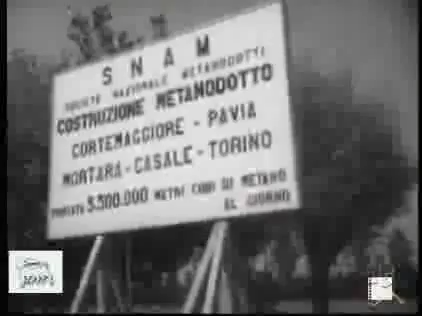 SNAM
SOCIETÀ NAZIONALE METANODOTTI
COSTRUZIONE METANODOTTO
CORTEMAGGIORE - PAVIA
MORTARA - CASALE - TORINO
PORTATA 3.300.000 METRI CUBI DI METANO
AL GIORNO